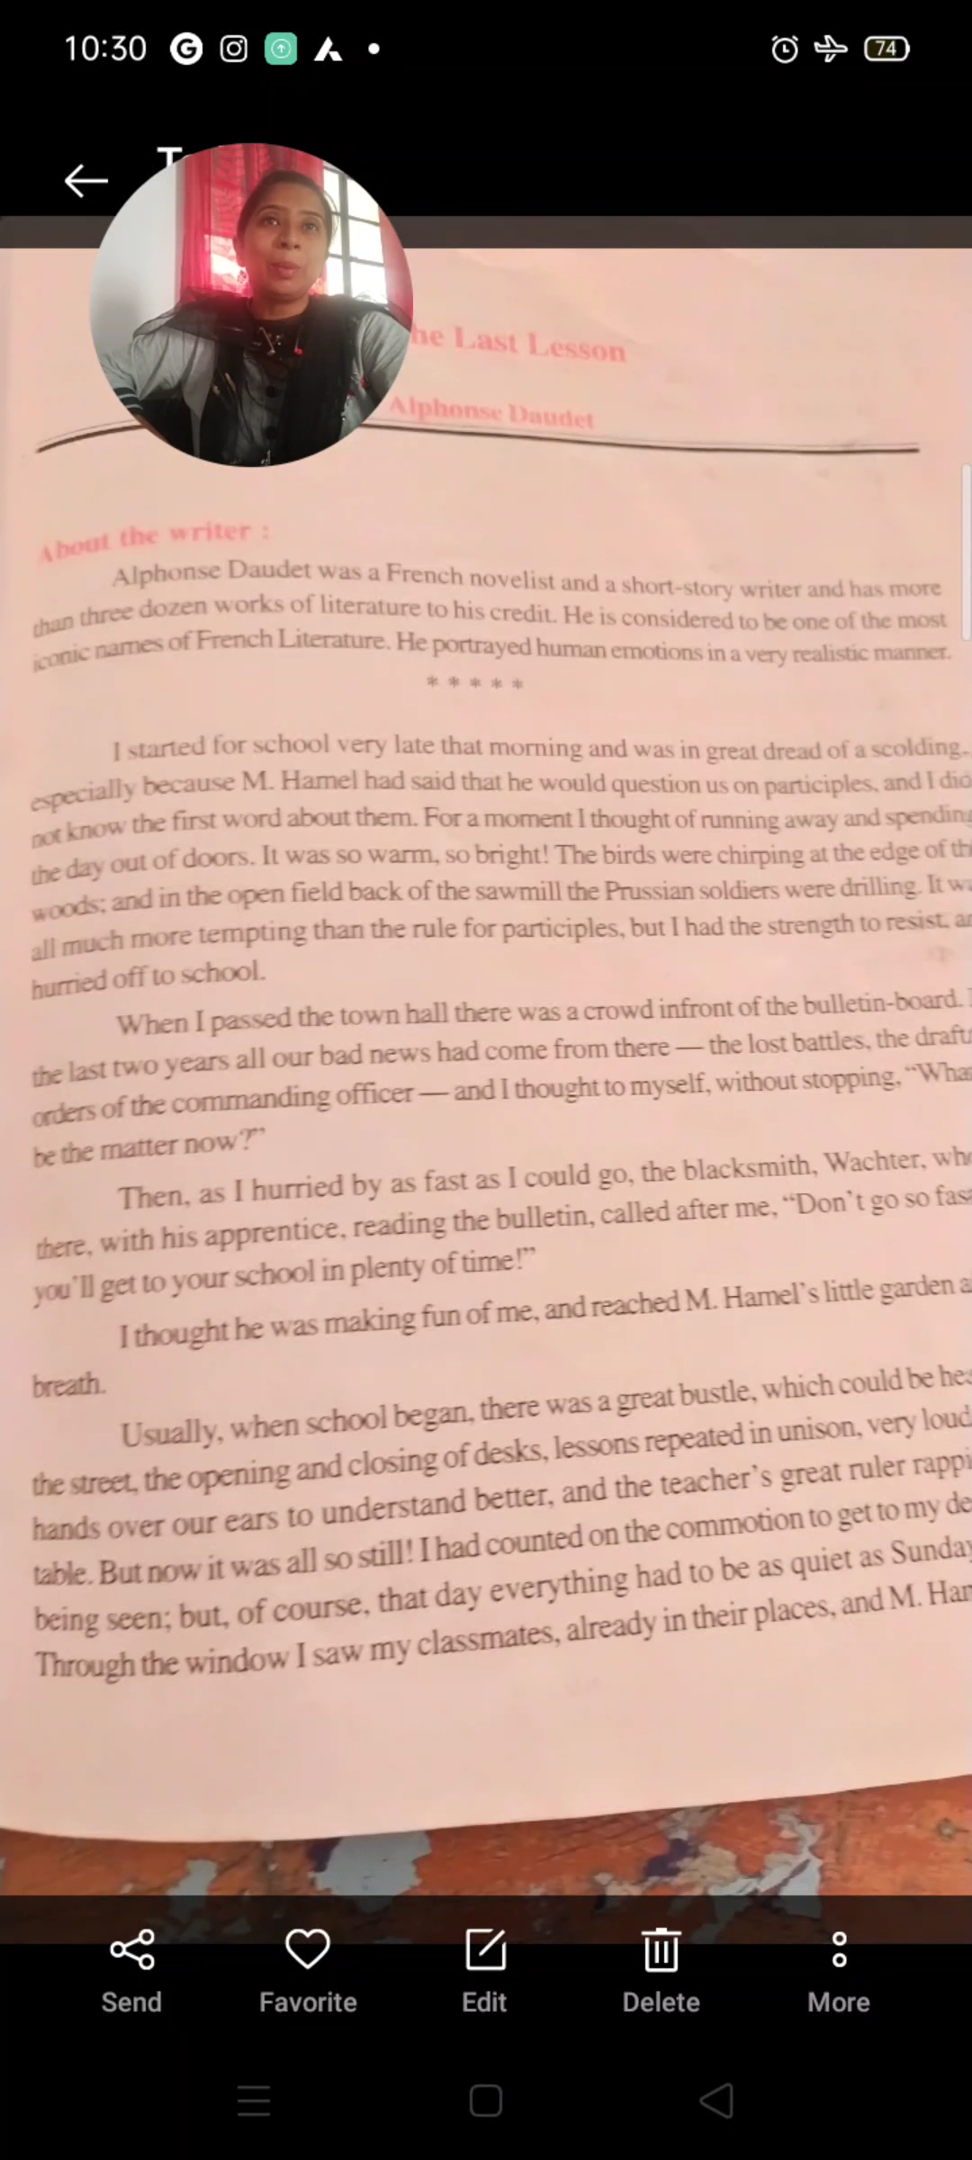 10:30
74
he Last Lesson
Alphonse Daudet
About the writer :
Alphonse Daudet was a French novelist and a short-story writer and has more
than three dozen works of literature to his credit. He is considered to be one of the most
iconic names of French Literature. He portrayed human emotions in a very realistic manner.
* * * * *
I started for school very late that morning and was in great dread of a scolding,
especially because M. Hamel had said that he would question us on participles, and I did
not know the first word about them. For a moment I thought of running away and spending
the day out of doors. It was so warm, so bright! The birds were chirping at the edge of th
woods; and in the open field back of the sawmill the Prussian soldiers were drilling. It wa
all much more tempting than the rule for participles, but I had the strength to resist, an
hurried off to school.
When I passed the town hall there was a crowd infront of the bulletin-board.
the last two years all our bad news had come from there — the lost battles, the draft,
orders of the commanding officer — and I thought to myself, without stopping, “Wha
be the matter now?”
Then, as I hurried by as fast as I could go, the blacksmith, Wachter, who
there, with his apprentice, reading the bulletin, called after me, “Don’t go so fas
you’ll get to your school in plenty of time!”
I thought he was making fun of me, and reached M. Hamel’s little garden a
breath.
Usually, when school began, there was a great bustle, which could be hea
the street, the opening and closing of desks, lessons repeated in unison, very loud
hands over our ears to understand better, and the teacher’s great ruler rappi
table. But now it was all so still! I had counted on the commotion to get to my de
being seen; but, of course, that day everything had to be as quiet as Sunday
Through the window I saw my classmates, already in their places, and M. Ham
Send Favorite Edit Delete More